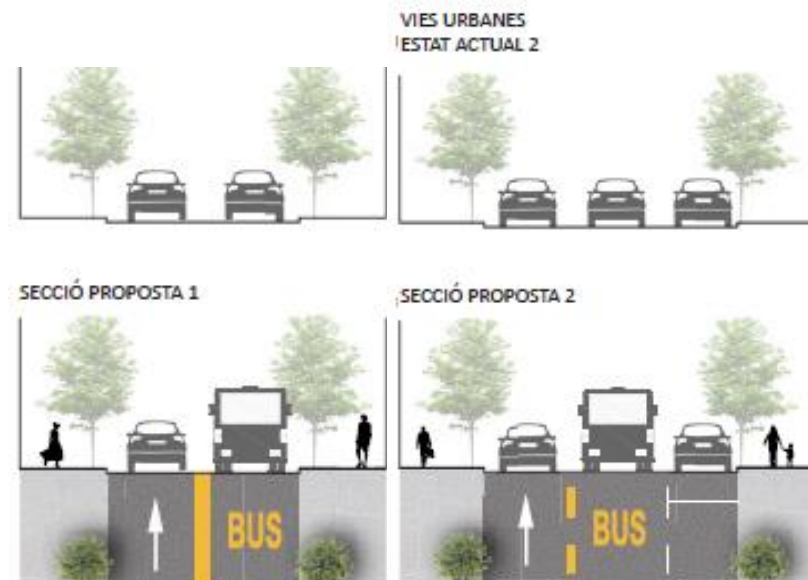 VIES URBANES
ESTAT ACTUAL 2
SECCIÓ PROPOSTA 1
SECCIÓ PROPOSTA 2
BUS
BUS